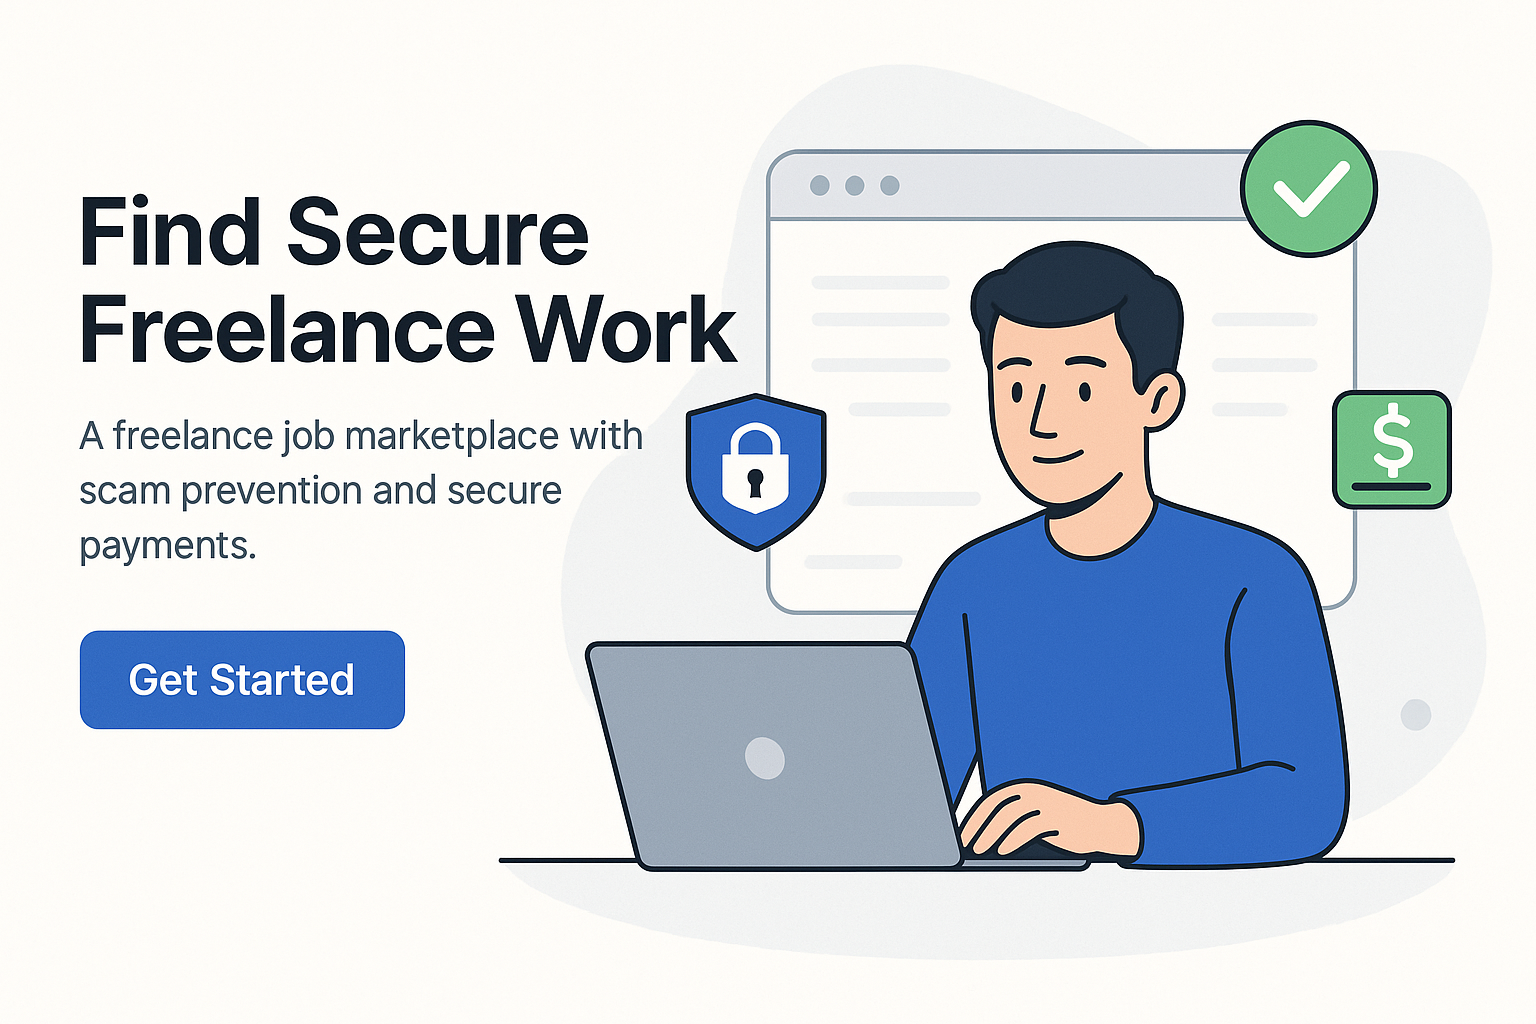 Find Secure
Freelance Work
A freelance job marketplace with
scam prevention and secure
payments.
Get Started
$